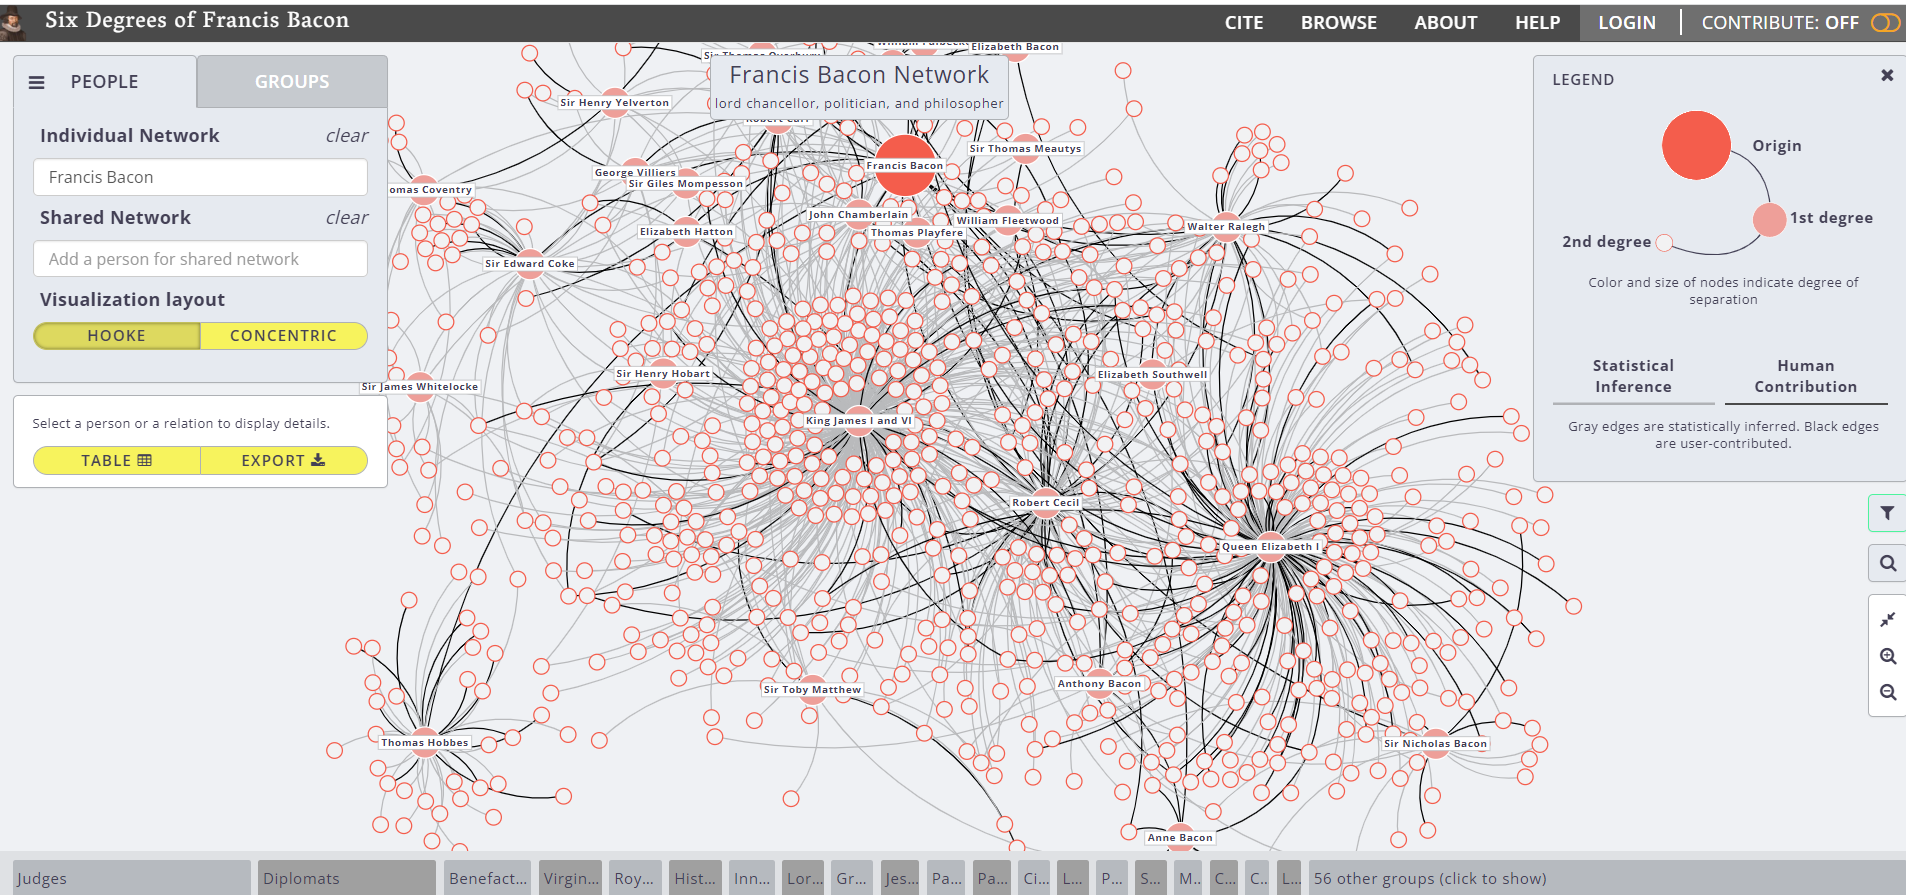 Six Degrees of Francis Bacon
CITE
BROWSE
ABOUT
HELP
LOGIN
CONTRIBUTE: OFF
PEOPLE
GROUPS
Individual Network
clear
Francis Bacon
Shared Network
clear
Add a person for shared network
Visualization layout
HOOKE
CONCENTRIC
Select a person or a relation to display details.
TABLE
EXPORT
Francis Bacon Network
lord chancellor, politician, and philosopher
Elizabeth Bacon
Sir Henry Yelverton
Sir Thomas Meautys
Francis Bacon
George Villiers
Sir Giles Mompesson
omas Coventry
John Chamberlain
William Fleetwood
Walter Ralegh
Elizabeth Hatton
Thomas Playfere
Sir Edward Coke
Sir Henry Hobart
Elizabeth Southwell
Sir James Whitelocke
King James I and VI
Robert Cecil
Queen Elizabeth I
Sir Toby Matthew
Anthony Bacon
Thomas Hobbes
Sir Nicholas Bacon
Anne Bacon
LEGEND
Origin
1st degree
2nd degree
Color and size of nodes indicate degree of
separation
Statistical
Inference
Human
Contribution
Gray edges are statistically inferred. Black edges
are user-contributed.
Judges
Diplomats
Benefact...
Virgin...
Roy...
Hist...
Inn...
Lor...
Gr...
Jes...
Pa...
Pa...
Ci...
L...
P...
S...
M..
C...
C..
L..
56 other groups (click to show)